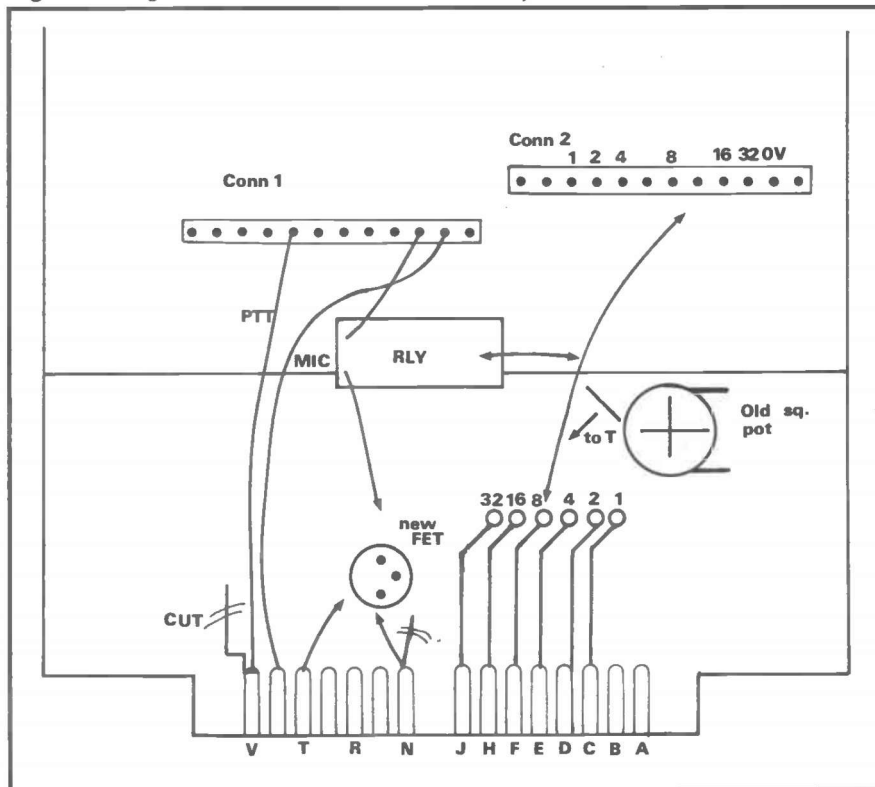 Conn 2
1 2 4 8 16 32 0V
Conn 1
PTT
MIC
RLY
Old sq.
pot
to T
32 16 8 4 2 1
new
FET
CUT
V T R N J H F E D C B A